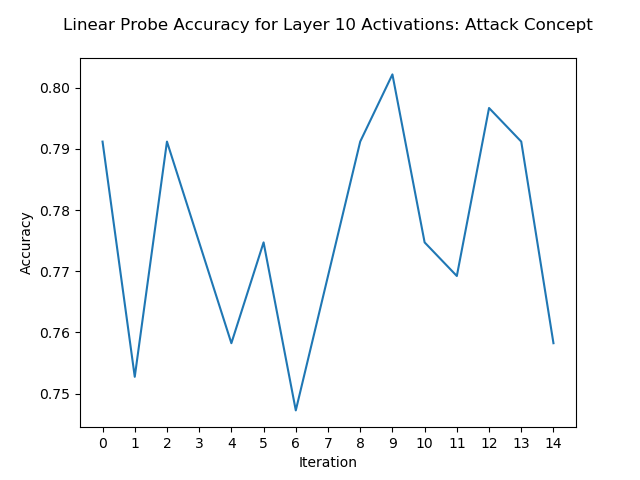 Linear Probe Accuracy for Layer 10 Activations: Attack Concept
0.80
0.79
0.78
0.77
0.76
0.75
Accuracy
0 1 2 3 4 5 6 7 8 9 10 11 12 13 14
Iteration